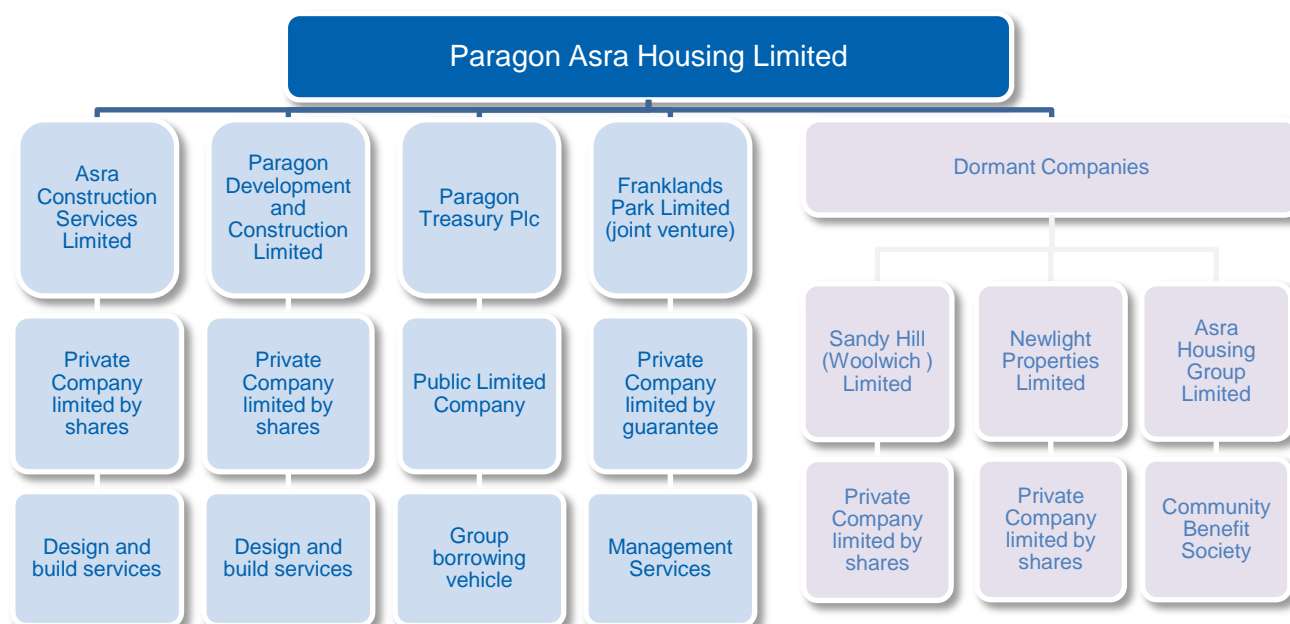 Paragon Asra Housing Limited
Asra
Construction
Services
Limited
Paragon
Development
and
Construction
Limited
Paragon
Treasury Plc
Franklands
Park Limited
(joint venture)
Dormant Companies
Private
Company
limited by
shares
Private
Company
limited by
shares
Public Limited
Company
Private
Company
limited by
guarantee
Sandy Hill
(Woolwich )
Limited
Newlight
Properties
Limited
Asra
Housing
Group
Limited
Design and
build services
Design and
build services
Group
borrowing
vehicle
Management
Services
Private
Company
limited by
shares
Private
Company
limited by
shares
Community
Benefit
Society